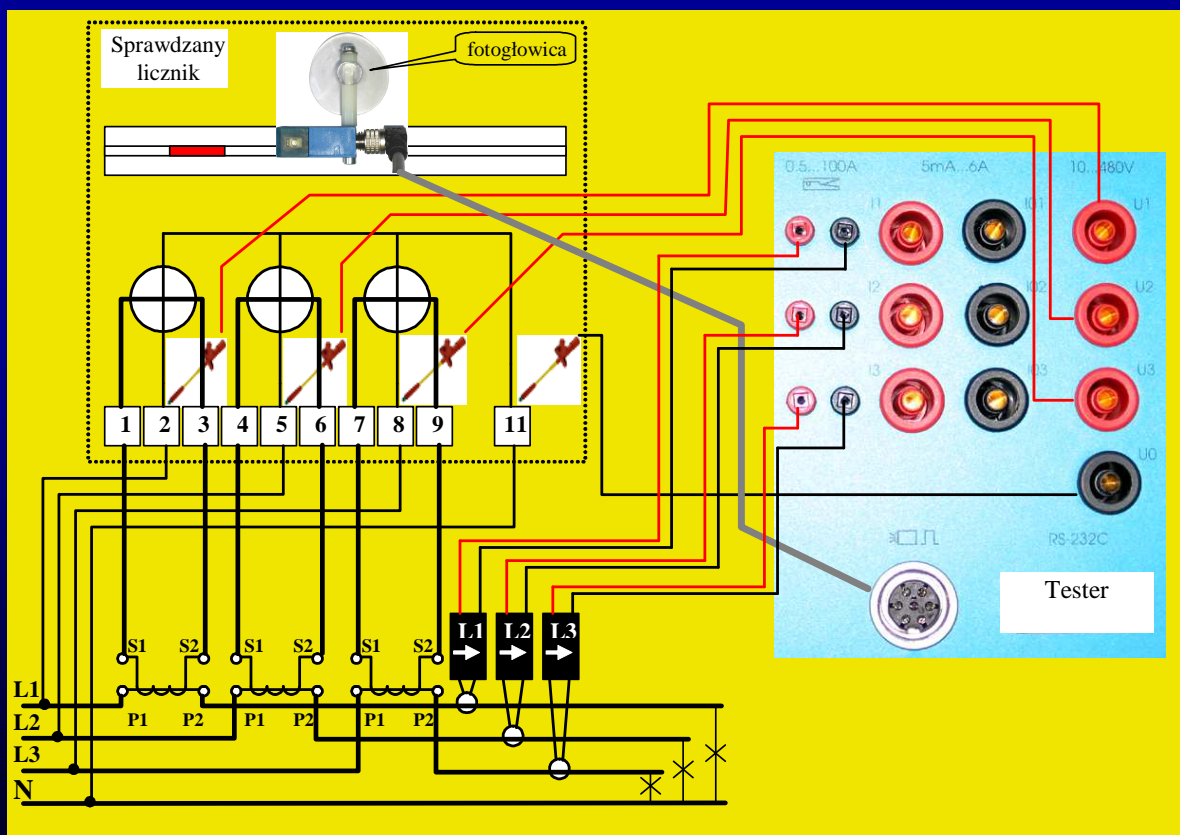 Sprawdzany
licznik
fotogłowica
0.5...100A 5mA...6A 10...480V
I1 I01 U1
I2 I02 U2
I3 I03 U3
U0
RS-232C
Tester
1 2 3 4 5 6 7 8 9 11
L1 L2 L3
S1 S2 S1 S2 S1 S2
P1 P2 P1 P2 P1 P2
L1
L2
L3
N